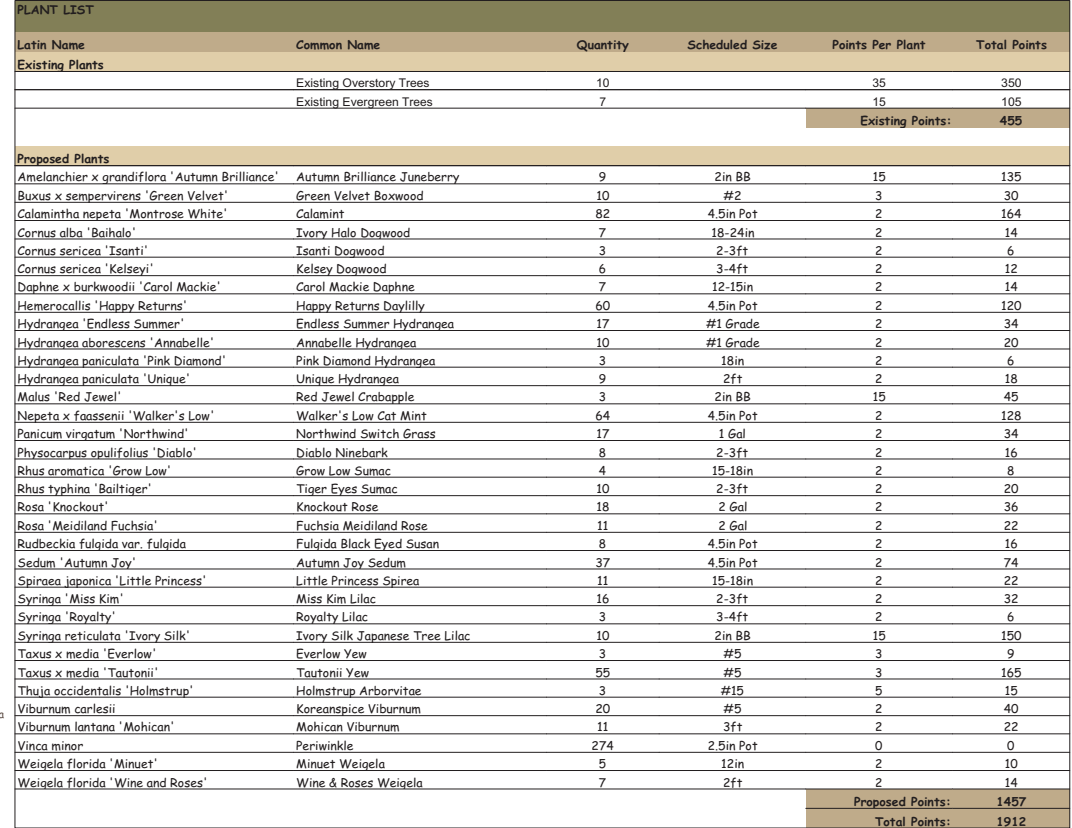 PLANT LIST
Latin Name Common Name Quantity Scheduled Size Points Per Plant Total Points
Existing Plants
Existing Overstory Trees 10 35 350
Existing Evergreen Trees 7 15 105
Existing Points: 455
Proposed Plants
Amelanchier x grandiflora 'Autumn Brilliance' Autumn Brilliance Juneberry 9 2in BB 15 135
Buxus x sempervirens 'Green Velvet' Green Velvet Boxwood 10 #2 3 30
Calamintha nepeta 'Montrose White' Calamint 82 4.5in Pot 2 164
Cornus alba 'Baihalo' Ivory Halo Dogwood 7 18-24in 2 14
Cornus sericea 'Isanti' Isanti Dogwood 3 2-3ft 2 6
Cornus sericea 'Kelseyi' Kelsey Dogwood 6 3-4ft 2 12
Daphne x burkwoodii 'Carol Mackie' Carol Mackie Daphne 7 12-15in 2 14
Hemerocallis 'Happy Returns' Happy Returns Daylilly 60 4.5in Pot 2 120
Hydrangea 'Endless Summer' Endless Summer Hydrangea 17 #1 Grade 2 34
Hydrangea aborescens 'Annabelle' Annabelle Hydrangea 10 #1 Grade 2 20
Hydrangea paniculata 'Pink Diamond' Pink Diamond Hydrangea 3 18in 2 6
Hydrangea paniculata 'Unique' Unique Hydrangea 9 2ft 2 18
Malus 'Red Jewel' Red Jewel Crabapple 3 2in BB 15 45
Nepeta x faassenii 'Walker's Low' Walker's Low Cat Mint 64 4.5in Pot 2 128
Panicum virgatum 'Northwind' Northwind Switch Grass 17 1 Gal 2 34
Physocarpus opulifolius 'Diablo' Diablo Ninebark 8 2-3ft 2 16
Rhus aromatica 'Grow Low' Grow Low Sumac 4 15-18in 2 8
Rhus typhina 'Bailtiger' Tiger Eyes Sumac 10 2-3ft 2 20
Rosa 'Knockout' Knockout Rose 18 2 Gal 2 36
Rosa 'Meidiland Fuchsia' Fuchsia Meidiland Rose 11 2 Gal 2 22
Rudbeckia fulgida var. fulgida Fulgida Black Eyed Susan 8 4.5in Pot 2 16
Sedum 'Autumn Joy' Autumn Joy Sedum 37 4.5in Pot 2 74
Spiraea japonica 'Little Princess' Little Princess Spirea 11 15-18in 2 22
Syringa 'Miss Kim' Miss Kim Lilac 16 2-3ft 2 32
Syringa 'Royalty' Royalty Lilac 3 3-4ft 2 6
Syringa reticulata 'Ivory Silk' Ivory Silk Japanese Tree Lilac 10 2in BB 15 150
Taxus x media 'Everlow' Everlow Yew 3 #5 3 9
Taxus x media 'Tautonii' Tautonii Yew 55 #5 3 165
Thuja occidentalis 'Holmstrup' Holmstrup Arborvitae 3 #15 5 15
Viburnum carlesii Koreanspice Viburnum 20 #5 2 40
Viburnum lantana 'Mohican' Mohican Viburnum 11 3ft 2 22
Vinca minor Periwinkle 274 2.5in Pot 0 0
Weigela florida 'Minuet' Minuet Weigela 5 12in 2 10
Weigela florida 'Wine and Roses' Wine & Roses Weigela 7 2ft 2 14
Proposed Points: 1457
Total Points: 1912